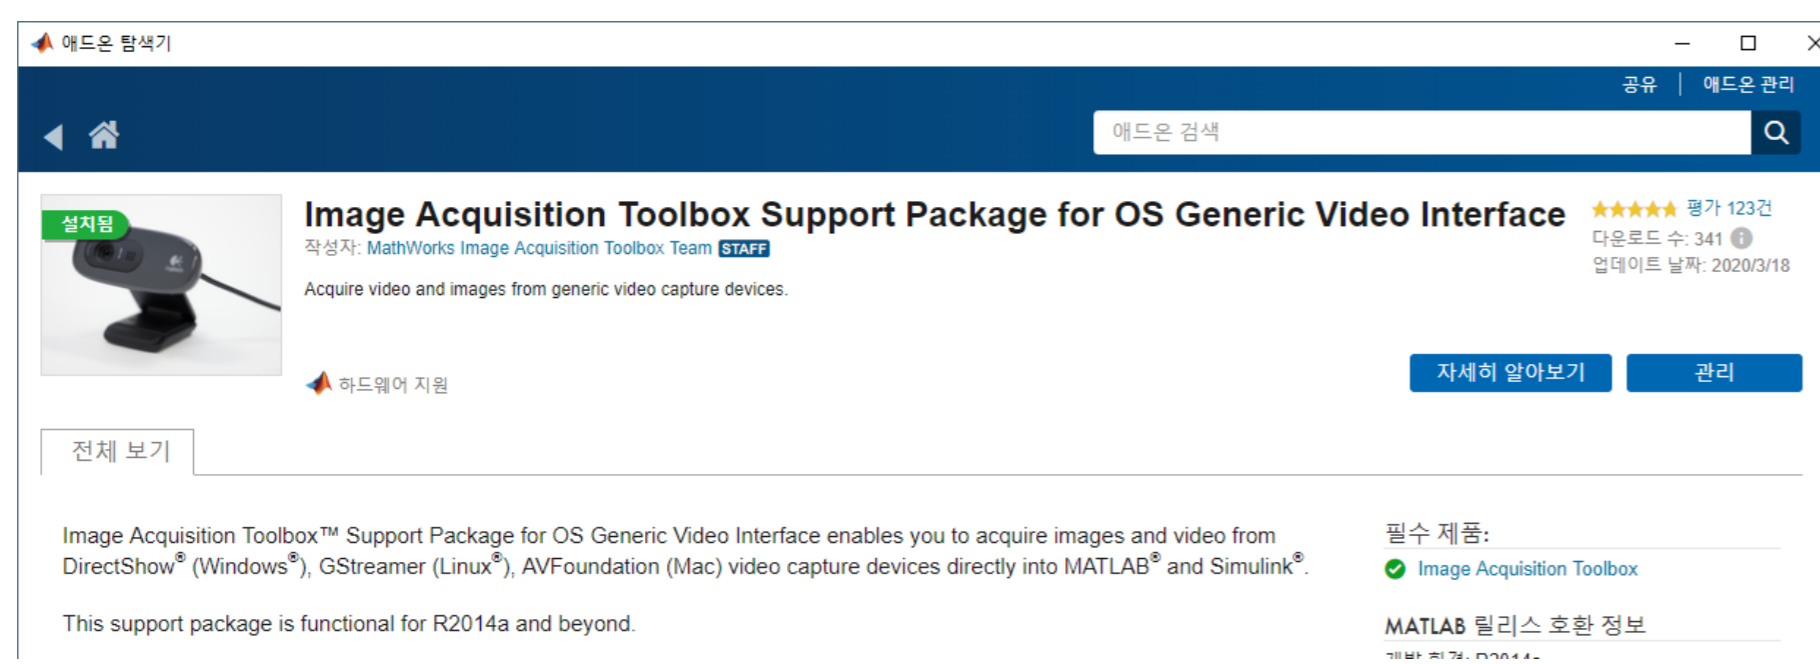 애드온 탐색기
공유 | 애드온 관리
애드온 검색
설치됨
Image Acquisition Toolbox Support Package for OS Generic Video Interface
작성자: MathWorks Image Acquisition Toolbox Team STAFF
Acquire video and images from generic video capture devices.
평가 123건
다운로드 수: 341
업데이트 날짜: 2020/3/18
하드웨어 지원
자세히 알아보기
관리
전체 보기
Image Acquisition Toolbox™ Support Package for OS Generic Video Interface enables you to acquire images and video from
DirectShow® (Windows®), GStreamer (Linux®), AVFoundation (Mac) video capture devices directly into MATLAB® and Simulink®.
This support package is functional for R2014a and beyond.
필수 제품:
Image Acquisition Toolbox
MATLAB 릴리스 호환 정보